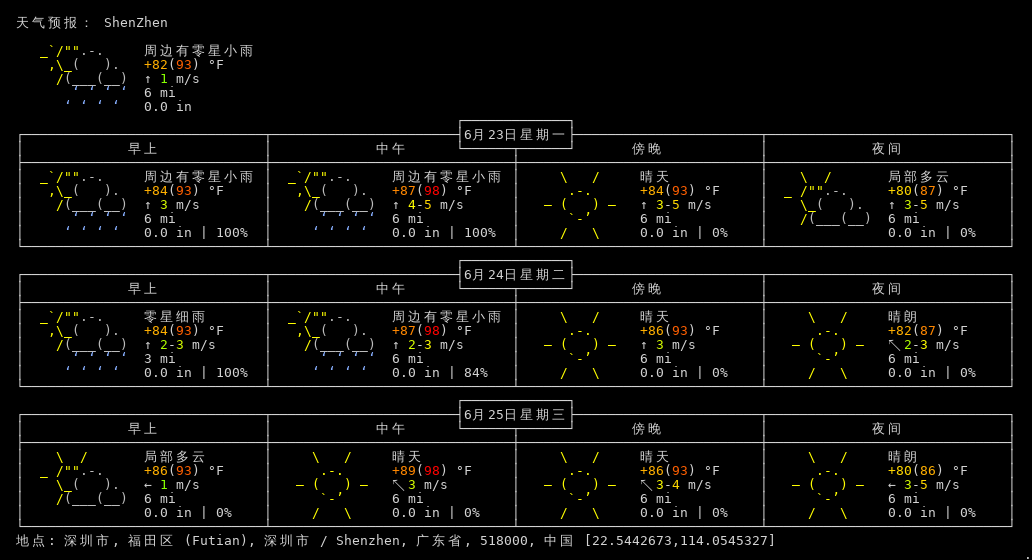 天气预报： ShenZhen
周边有零星小雨
+82(93) °F
↑ 1 m/s
6 mi
0.0 in
6月23日星期一
早上 中午 傍晚 夜间
周边有零星小雨 周边有零星小雨 晴天 局部多云
+84(93) °F +87(98) °F +84(93) °F +80(87) °F
↑ 3 m/s ↑ 4-5 m/s ↑ 3-5 m/s ↑ 3-5 m/s
6 mi 6 mi 6 mi 6 mi
0.0 in | 100% 0.0 in | 100% 0.0 in | 0% 0.0 in | 0%
6月24日星期二
早上 中午 傍晚 夜间
零星细雨 周边有零星小雨 晴天 晴朗
+84(93) °F +87(98) °F +86(93) °F +82(87) °F
↑ 2-3 m/s ↑ 2-3 m/s ↑ 3 m/s ↖ 2-3 m/s
3 mi 6 mi 6 mi 6 mi
0.0 in | 100% 0.0 in | 84% 0.0 in | 0% 0.0 in | 0%
6月25日星期三
早上 中午 傍晚 夜间
局部多云 晴天 晴天 晴朗
+86(93) °F +89(98) °F +86(93) °F +80(86) °F
← 1 m/s ↖ 3 m/s ↖ 3-4 m/s ← 3-5 m/s
6 mi 6 mi 6 mi 6 mi
0.0 in | 0% 0.0 in | 0% 0.0 in | 0% 0.0 in | 0%
地点: 深圳市, 福田区 (Futian), 深圳市 / Shenzhen, 广东省, 518000, 中国 [22.5442673,114.0545327]